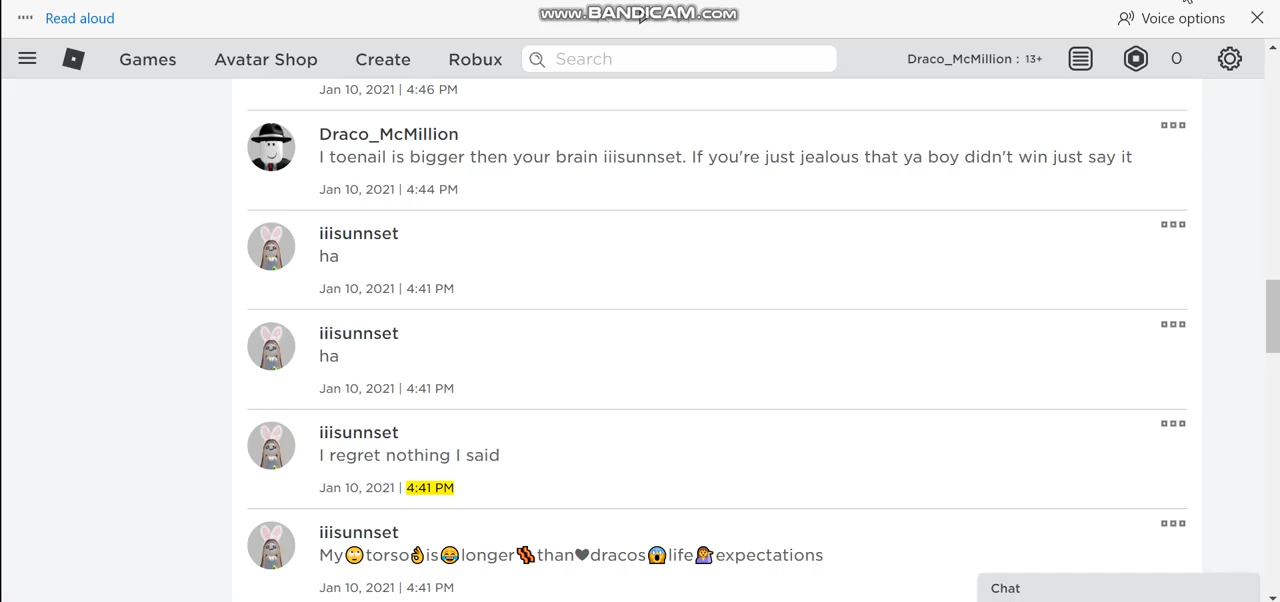 Read aloud
www.BANDICAM.com
Voice options
Games
Avatar Shop
Create
Robux
Search
Draco_McMillion : 13+
0
Jan 10, 2021 | 4:46 PM
Draco_McMillion
I toenail is bigger then your brain iiisunnset. If you're just jealous that ya boy didn't win just say it
Jan 10, 2021 | 4:44 PM
iiisunnset
ha
Jan 10, 2021 | 4:41 PM
iiisunnset
ha
Jan 10, 2021 | 4:41 PM
iiisunnset
I regret nothing I said
Jan 10, 2021 | 4:41 PM
iiisunnset
My🙄torso👌is😂longer🥓than🖤dracos😱life🤷‍♀️expectations
Jan 10, 2021 | 4:41 PM
Chat